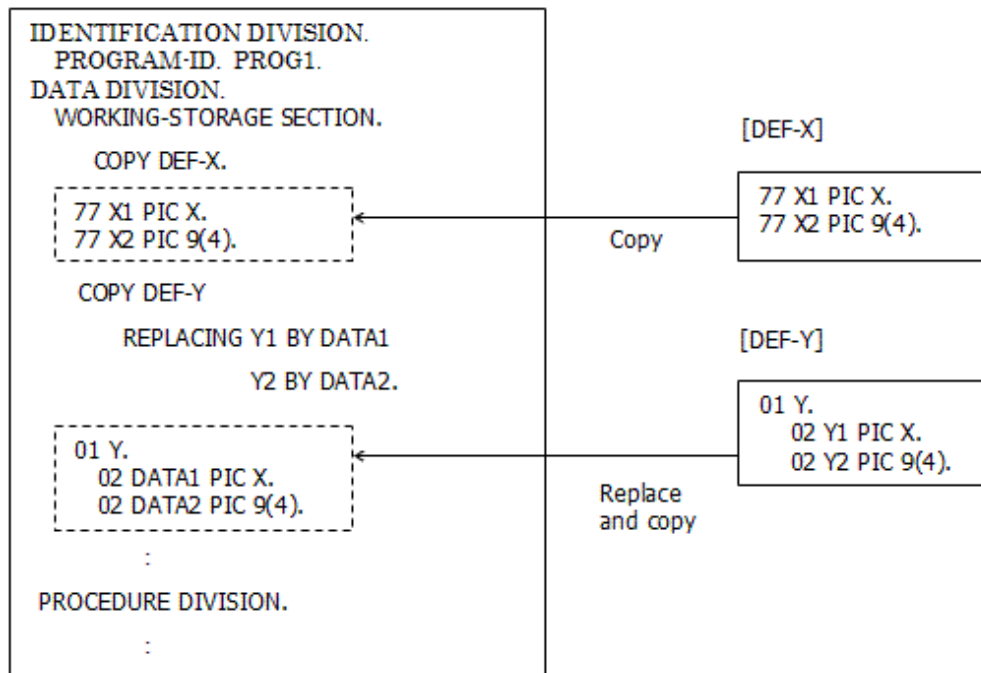 IDENTIFICATION DIVISION.
PROGRAM-ID. PROG1.
DATA DIVISION.
WORKING-STORAGE SECTION.
COPY DEF-X.
77 X1 PIC X.
77 X2 PIC 9(4).
COPY DEF-Y
REPLACING Y1 BY DATA1
Y2 BY DATA2.
01 Y.
02 DATA1 PIC X.
02 DATA2 PIC 9(4).
:
PROCEDURE DIVISION.
:
Copy
[DEF-X]
77 X1 PIC X.
77 X2 PIC 9(4).
Replace
and copy
[DEF-Y]
01 Y.
02 Y1 PIC X.
02 Y2 PIC 9(4).